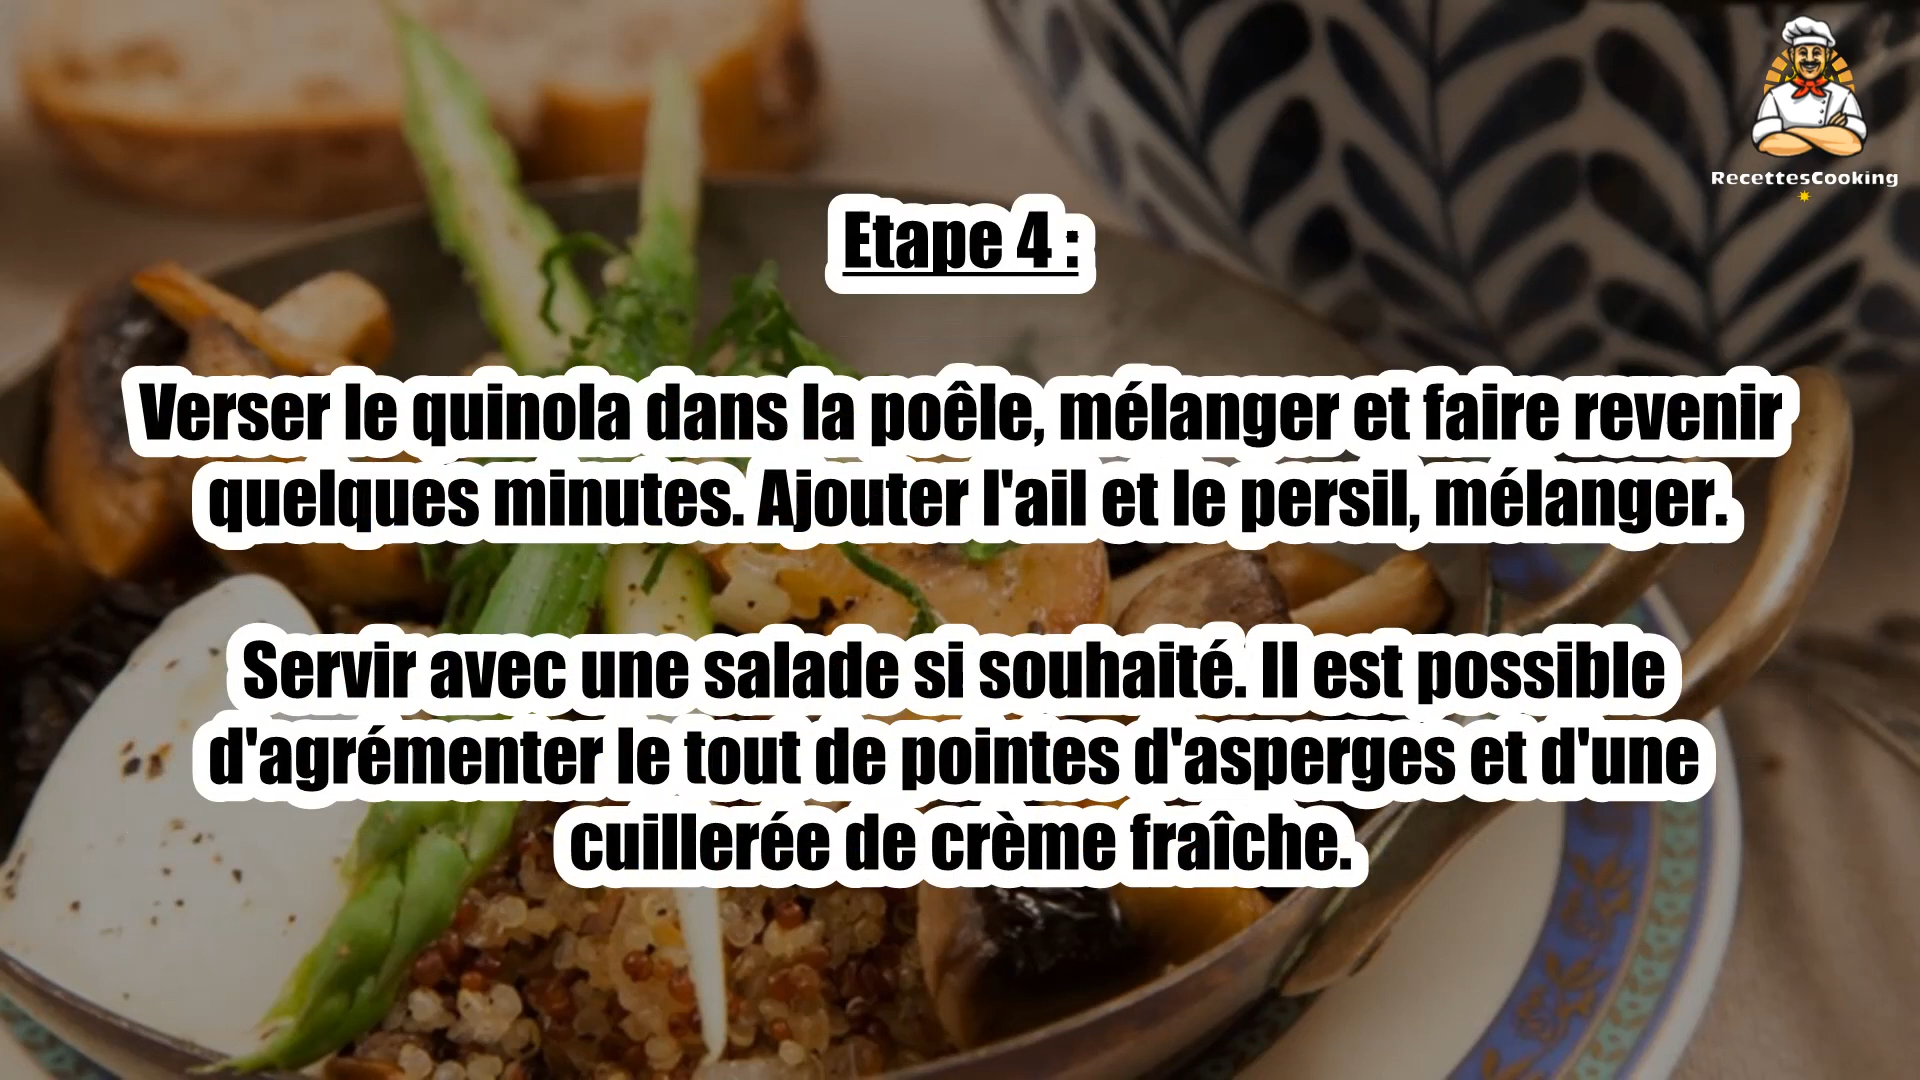 RecettesCooking
Etape 4 :
Verser le quinola dans la poêle, mélanger et faire revenir
quelques minutes. Ajouter l'ail et le persil, mélanger.
Servir avec une salade si souhaité. Il est possible
d'agrémenter le tout de pointes d'asperges et d'une
cuillerée de crème fraîche.